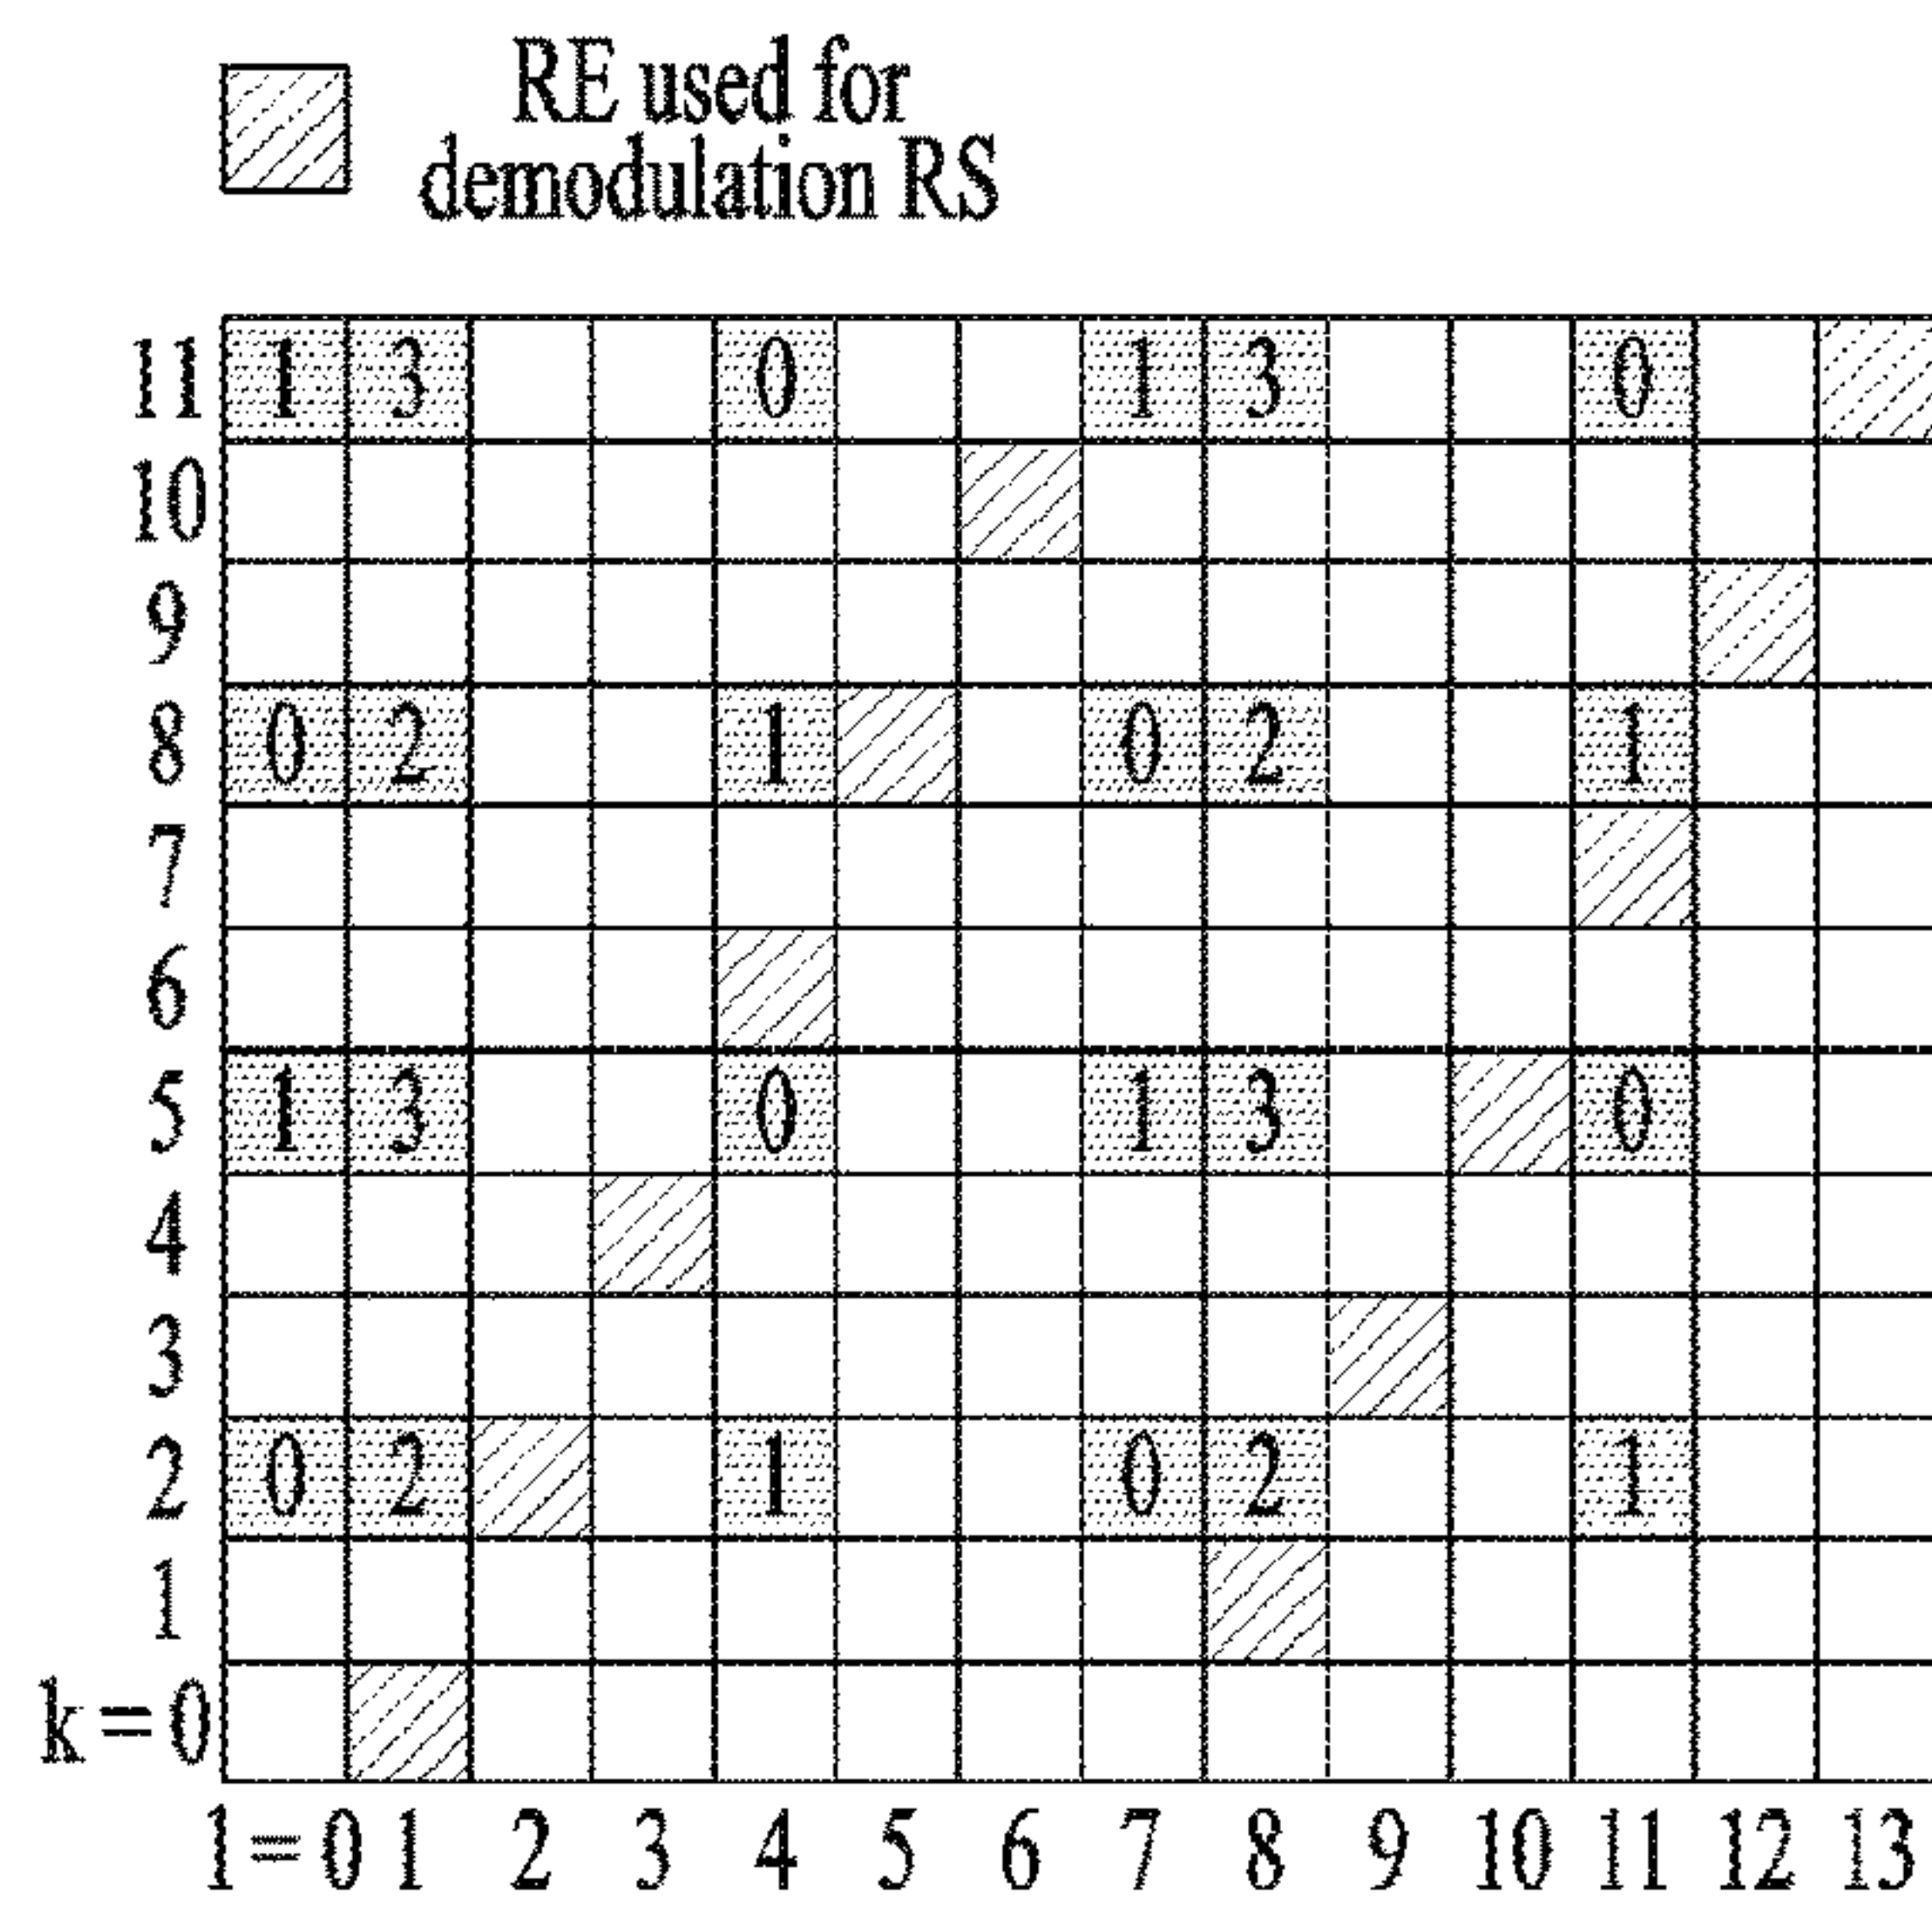 RE used for
demodulation RS
11 1 3 0 1 3 0
10
9
8 0 2 1 0 2 1
7
6
5 1 3 0 1 3 0
4
3
2 0 2 1 0 2 1
1
k=0
l=0 1 2 3 4 5 6 7 8 9 10 11 12 13